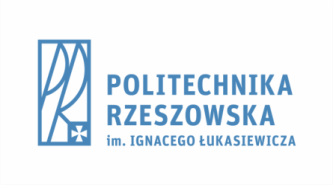 POLITECHNIKA
RZESZOWSKA
im. IGNACEGO ŁUKASIEWICZA